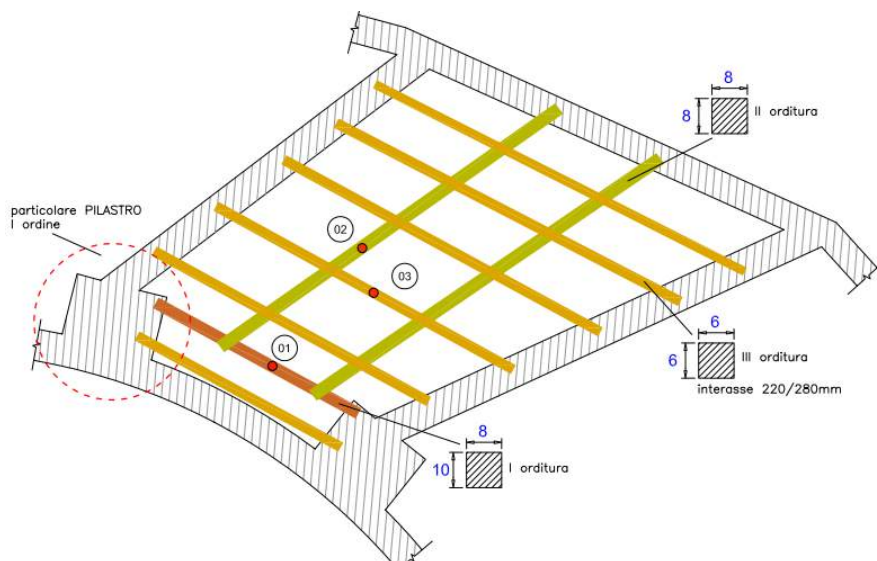 8
8
II orditura
particolare PILASTRO
I ordine
02
03
6
6
III orditura
interasse 220/280mm
01
8
10
I orditura